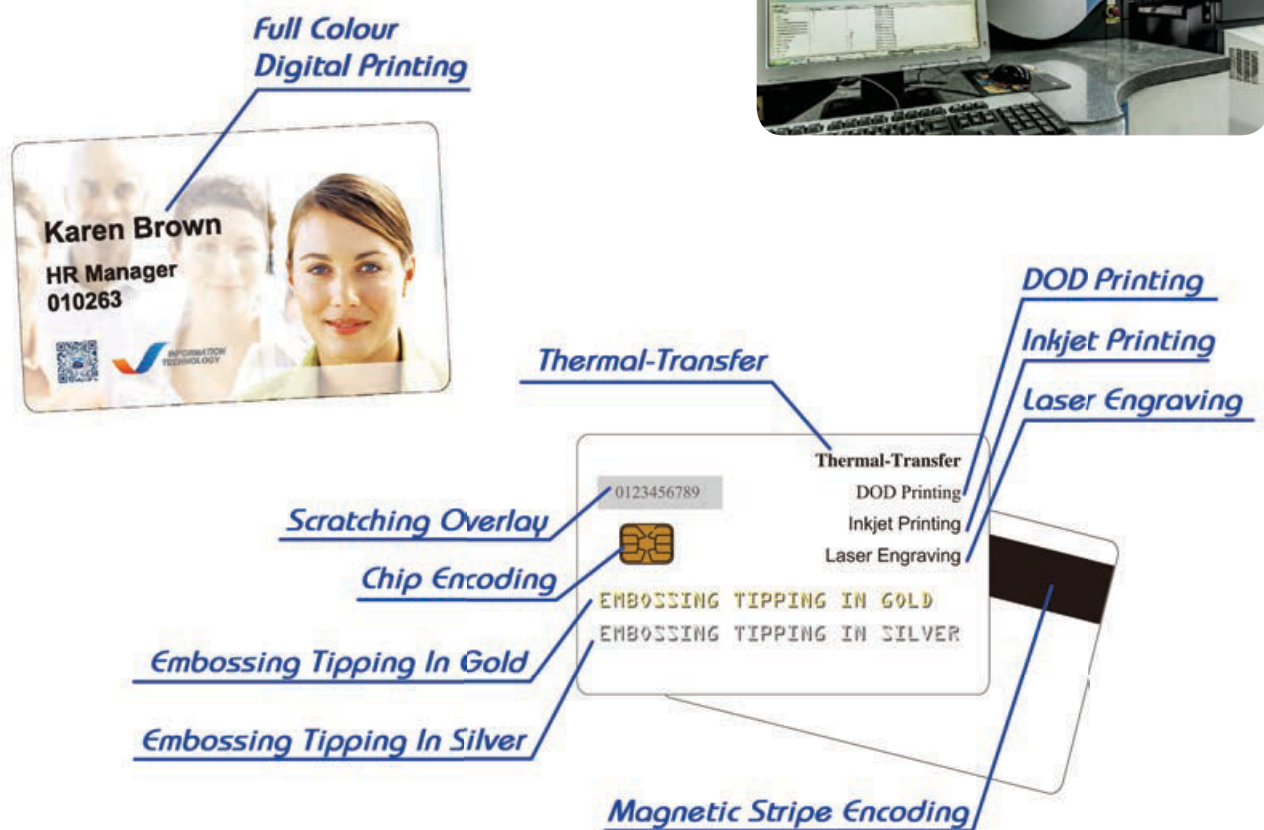 Full Colour
Digital Printing
Karen Brown
HR Manager
010263
INFORMATION
TECHNOLOGY
DOD Printing
Inkjet Printing
Laser Engraving
Thermal-Transfer
Thermal-Transfer
0123456789
DOD Printing
Inkjet Printing
Laser Engraving
Scratching Overlay
Chip Encoding
EMBOSSING TIPPING IN GOLD
EMBOSSING TIPPING IN SILVER
Embossing Tipping In Gold
Embossing Tipping In Silver
Magnetic Stripe Encoding